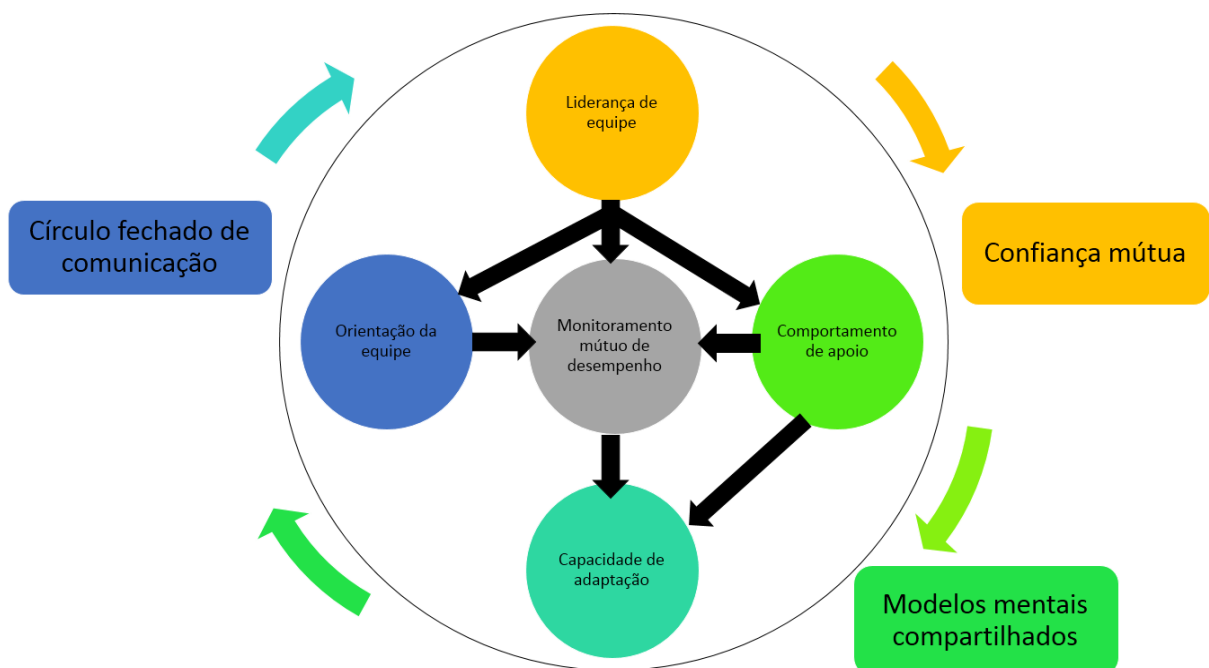 Liderança de
equipe
Círculo fechado de
comunicação
Confiança mútua
Orientação da
equipe
Monitoramento
mútuo de
desempenho
Comportamento
de apoio
Capacidade de
adaptação
Modelos mentais
compartilhados